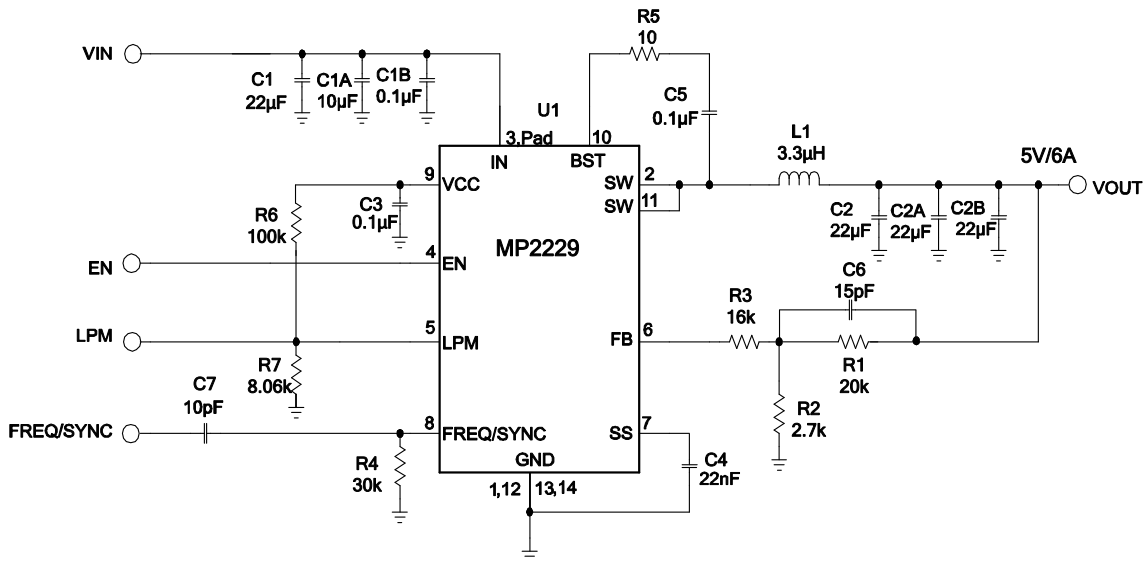 R5
10
VIN
C1
22µF
C1A
10µF
C1B
0.1µF
C5
0.1µF
U1
3,Pad
10
IN
BST
L1
3.3µH
5V/6A
VOUT
9
VCC
SW
2
SW
11
C3
0.1µF
R6
100k
C2
22µF
C2A
22µF
C2B
22µF
MP2229
EN
4
EN
C6
15pF
R3
16k
LPM
5
LPM
FB
6
R1
20k
R7
8.06k
C7
10pF
R2
2.7k
FREQ/SYNC
8
FREQ/SYNC
SS
7
R4
30k
GND
C4
22nF
1,12
13,14